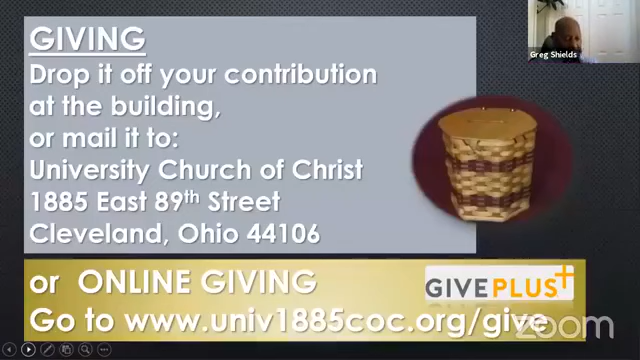 GIVING
Drop it off your contribution
at the building,
or mail it to:
University Church of Christ
1885 East 89th Street
Cleveland, Ohio 44106
or ONLINE GIVING
GIVEPLUS+
Go to www.univ1885coc.org/give
Greg Shields
zoom